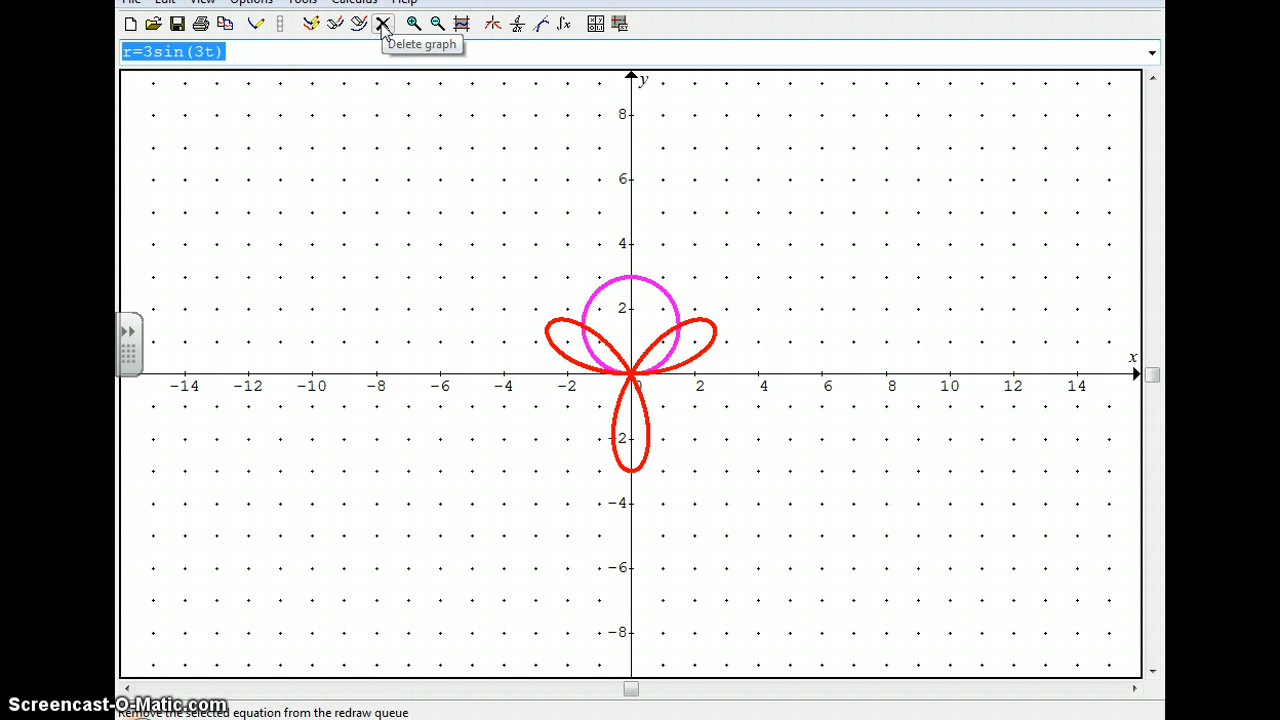 File Edit View Options Tools Calculus Help
Delete graph
r=3sin(3t)
y
8
6
4
2
x
-14 -12 -10 -8 -6 -4 -2 0 2 4 6 8 10 12 14
-2
-4
-6
-8
Screencast-O-Matic.com
Remove the selected equation from the redraw queue